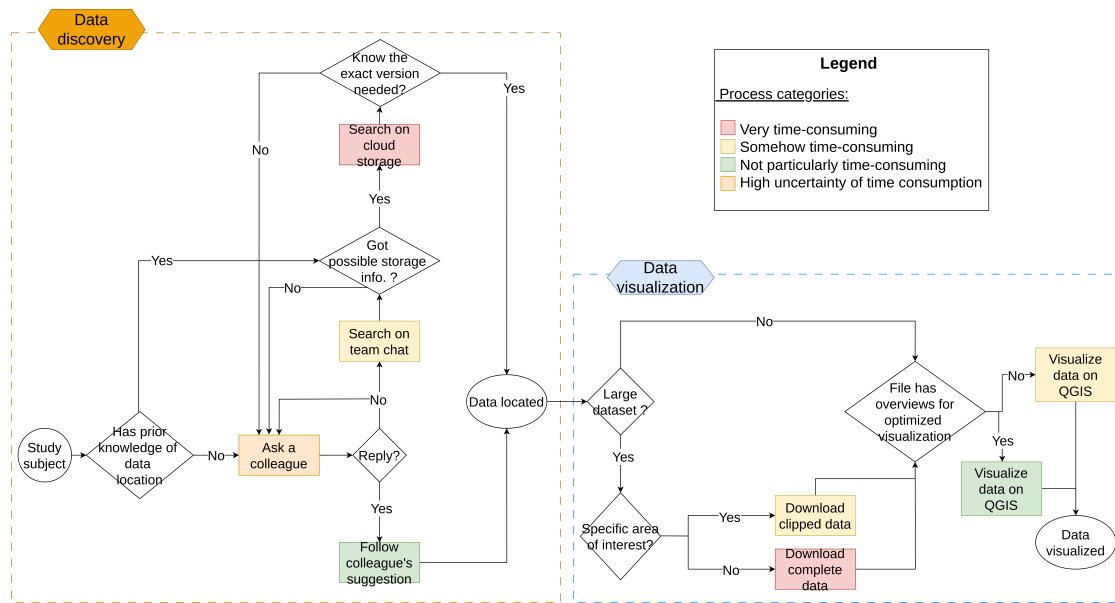 Data
discovery
Know the
exact version
needed?
Yes
No
Search on
cloud
storage
Yes
Got
possible storage
info. ?
Yes
No
Search on
team chat
No
Has prior
knowledge of
data
location
Study
subject
No
Ask a
colleague
Reply?
Yes
Follow
colleague's
suggestion
Data located
Legend
Process categories:
Very time-consuming
Somehow time-consuming
Not particularly time-consuming
High uncertainty of time consumption
Data
visualization
No
Large
dataset ?
Yes
Specific area
of interest?
Yes
No
Download
clipped data
Download
complete
data
File has
overviews for
optimized
visualization
No
Yes
Visualize
data on
QGIS
Visualize
data on
QGIS
Data
visualized